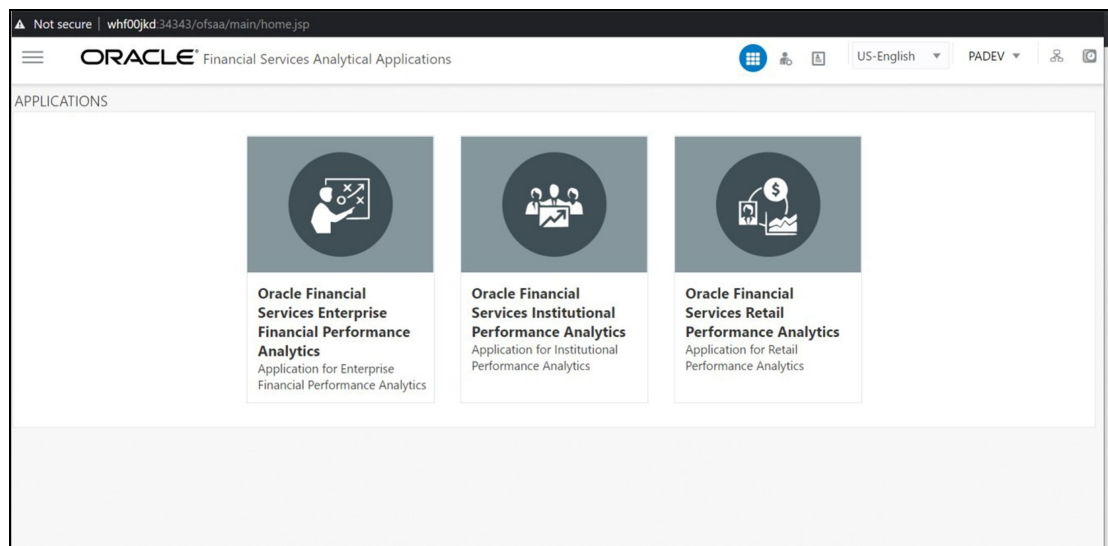 Not secure | whf00jkd:34343/ofsaa/main/home.jsp
ORACLE® Financial Services Analytical Applications
US-English
PADEV
APPLICATIONS
Oracle Financial
Services Enterprise
Financial Performance
Analytics
Application for Enterprise
Financial Performance Analytics
Oracle Financial
Services Institutional
Performance Analytics
Application for Institutional
Performance Analytics
Oracle Financial
Services Retail
Performance Analytics
Application for Retail
Performance Analytics